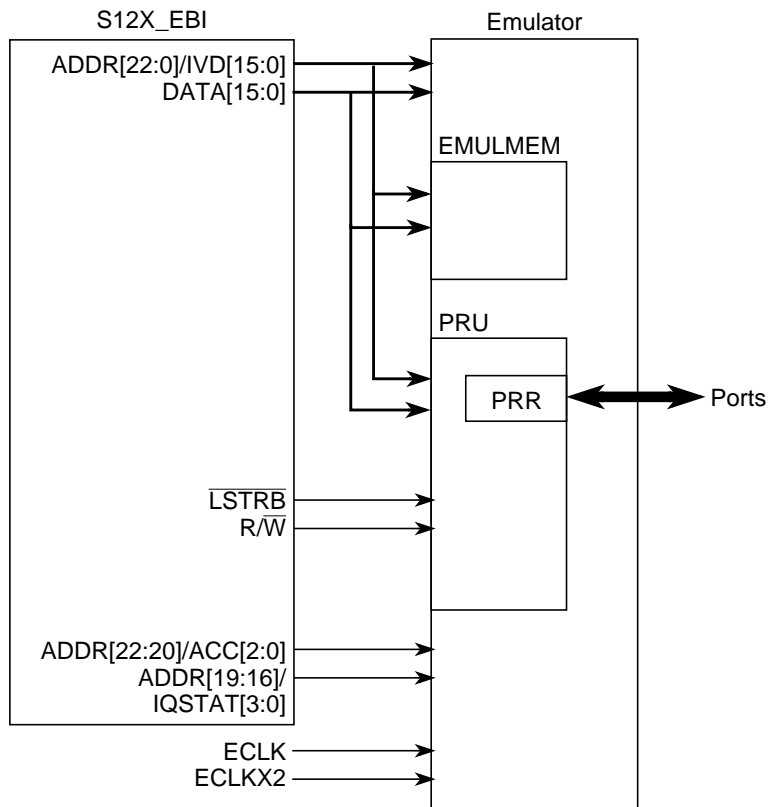 S12X_EBI
Emulator
ADDR[22:0]/IVD[15:0]
DATA[15:0]
EMULMEM
PRU
PRR
Ports
L̅S̅T̅R̅B̅
R/W̅
ADDR[22:20]/ACC[2:0]
ADDR[19:16]/
IQSTAT[3:0]
ECLK
ECLKX2